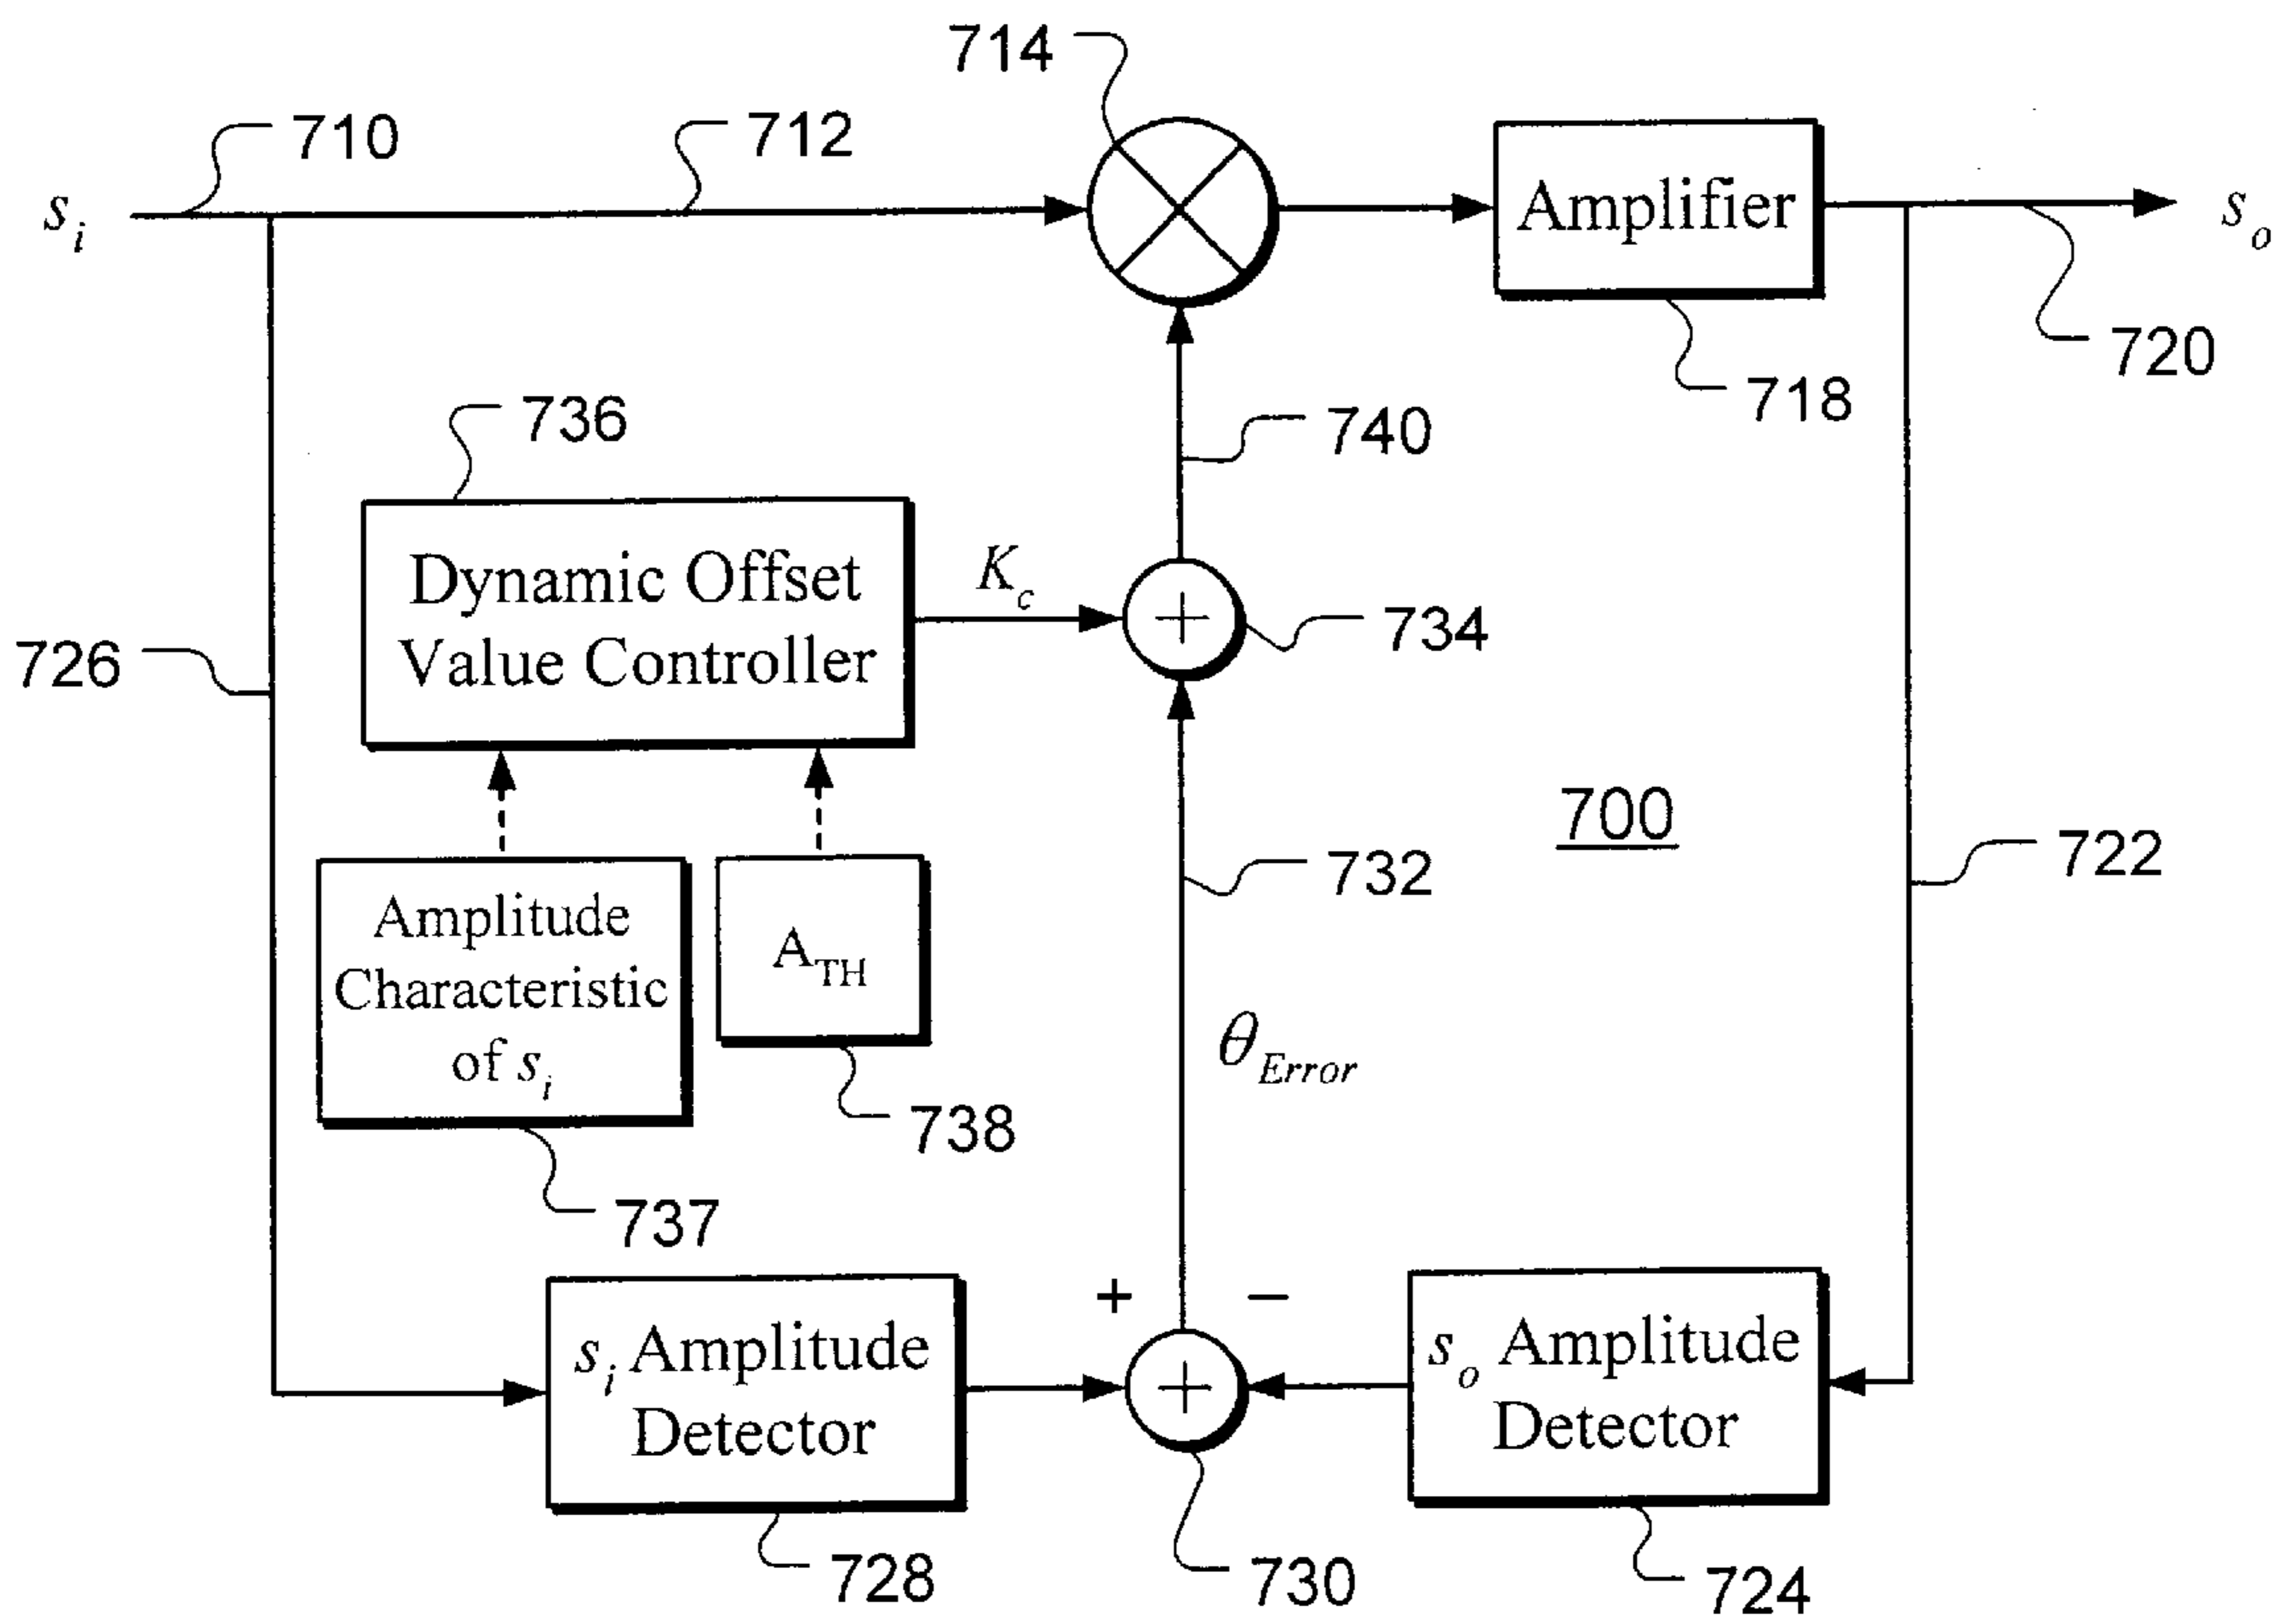 714
710
712
s_i
Amplifier
s_o
720
718
736
740
Dynamic Offset
Value Controller
K_c
734
726
700
732
722
Amplitude
Characteristic
of s_i
A_TH
θ_Error
738
737
+ −
s_i Amplitude
Detector
+
+
s_o Amplitude
Detector
728
730
724